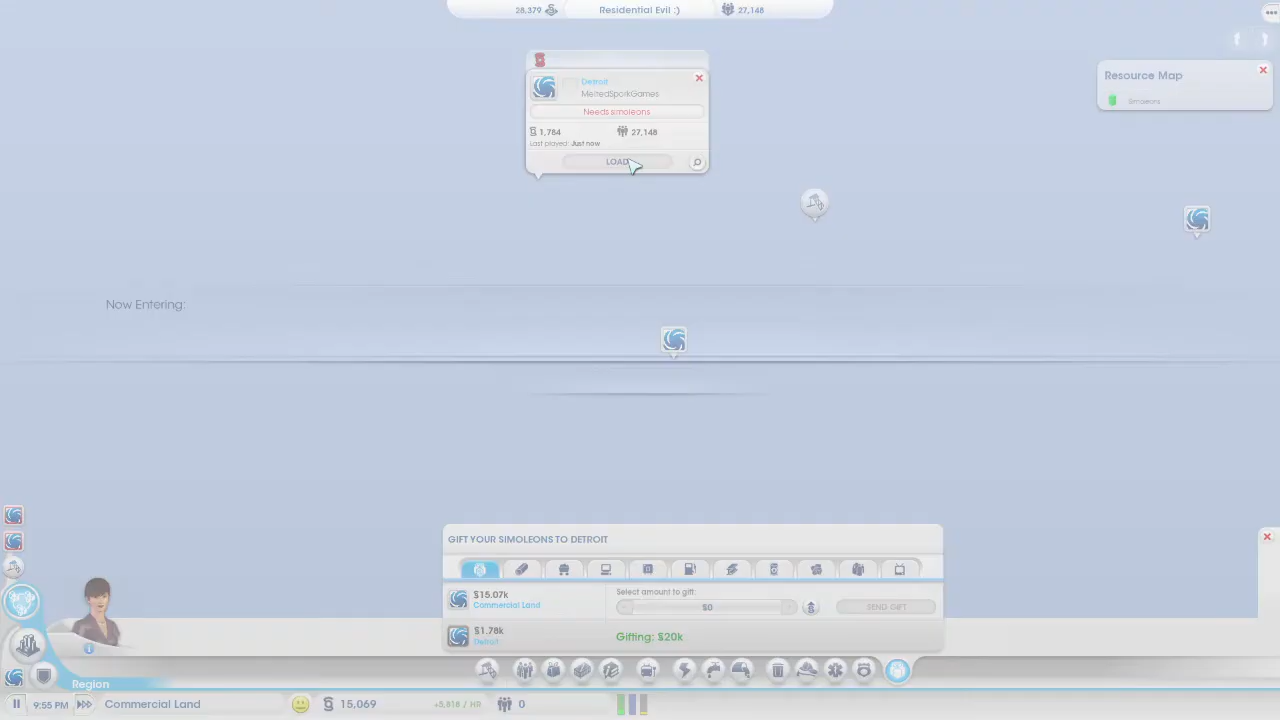 28,379
Residential Evil :)
27,148
Detroit
MeltedSporkGames
Needs simoleons
1,784
27,148
Last played: Just now
LOAD
Resource Map
Simoleons
Now Entering:
GIFT YOUR SIMOLEONS TO DETROIT
$15.07k
Commercial Land
Select amount to gift:
$0
SEND GIFT
$1.78k
Detroit
Gifting: $20k
Region
9:55 PM
Commercial Land
15,069
+5,818 / HR
0